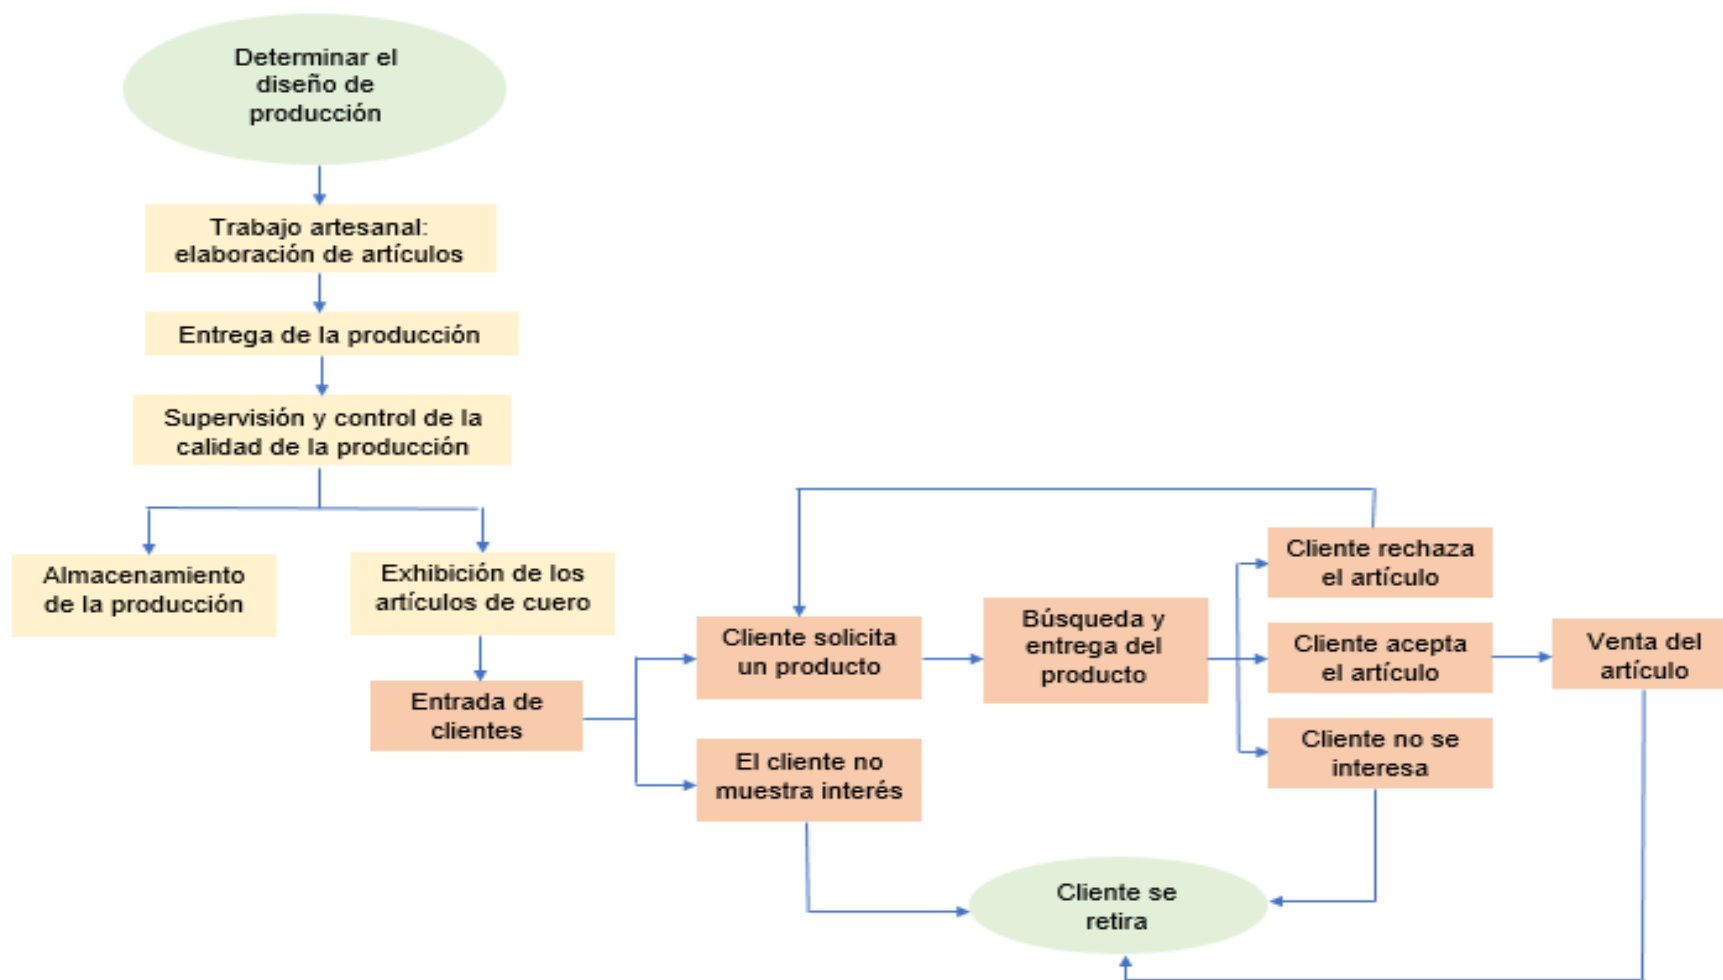 Determinar el
diseño de
producción
Trabajo artesanal:
elaboración de artículos
Entrega de la producción
Supervisión y control de la
calidad de la producción
Almacenamiento
de la producción
Exhibición de los
artículos de cuero
Entrada de
clientes
Cliente solicita
un producto
El cliente no
muestra interés
Búsqueda y
entrega del
producto
Cliente rechaza
el artículo
Cliente acepta
el artículo
Cliente no se
interesa
Venta del
artículo
Cliente se
retira